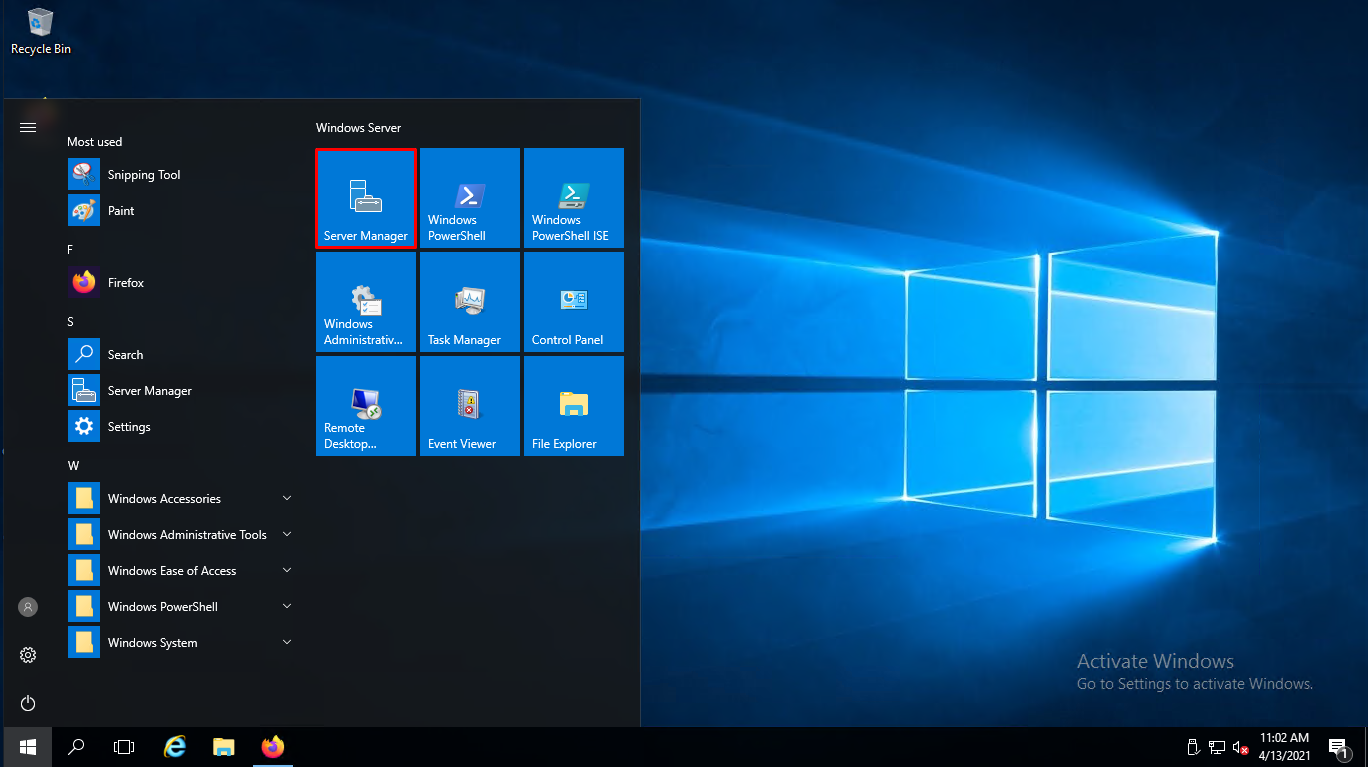 Recycle Bin
Most used
Snipping Tool
Paint
F
Firefox
S
Search
Server Manager
Settings
W
Windows Accessories
Windows Administrative Tools
Windows Ease of Access
Windows PowerShell
Windows System
Windows Server
Server Manager
Windows
PowerShell
Windows
PowerShell ISE
Windows
Administrativ...
Task Manager
Control Panel
Remote
Desktop...
Event Viewer
File Explorer
Activate Windows
Go to Settings to activate Windows.
11:02 AM
4/13/2021
1